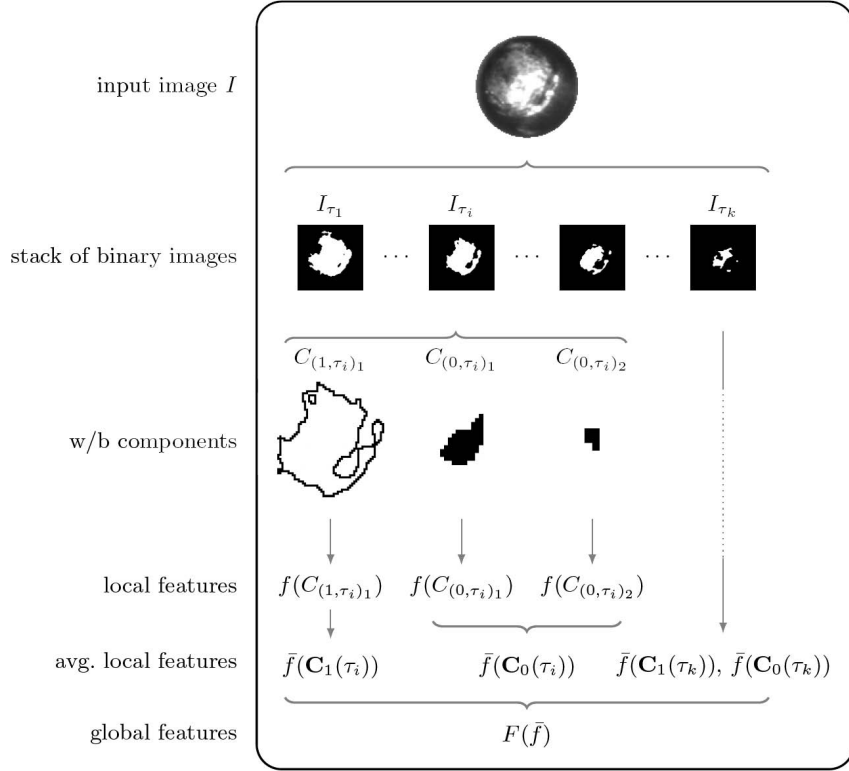 input image I
I_{τ_1} I_{τ_i} I_{τ_k}
stack of binary images ··· ··· ···
C_{(1,τ_i)_1} C_{(0,τ_i)_1} C_{(0,τ_i)_2}
w/b components
local features f(C_{(1,τ_i)_1}) f(C_{(0,τ_i)_1}) f(C_{(0,τ_i)_2})
avg. local features f̄(𝐂_1(τ_i)) f̄(𝐂_0(τ_i)) f̄(𝐂_1(τ_k)), f̄(𝐂_0(τ_k))
global features F(f̄)